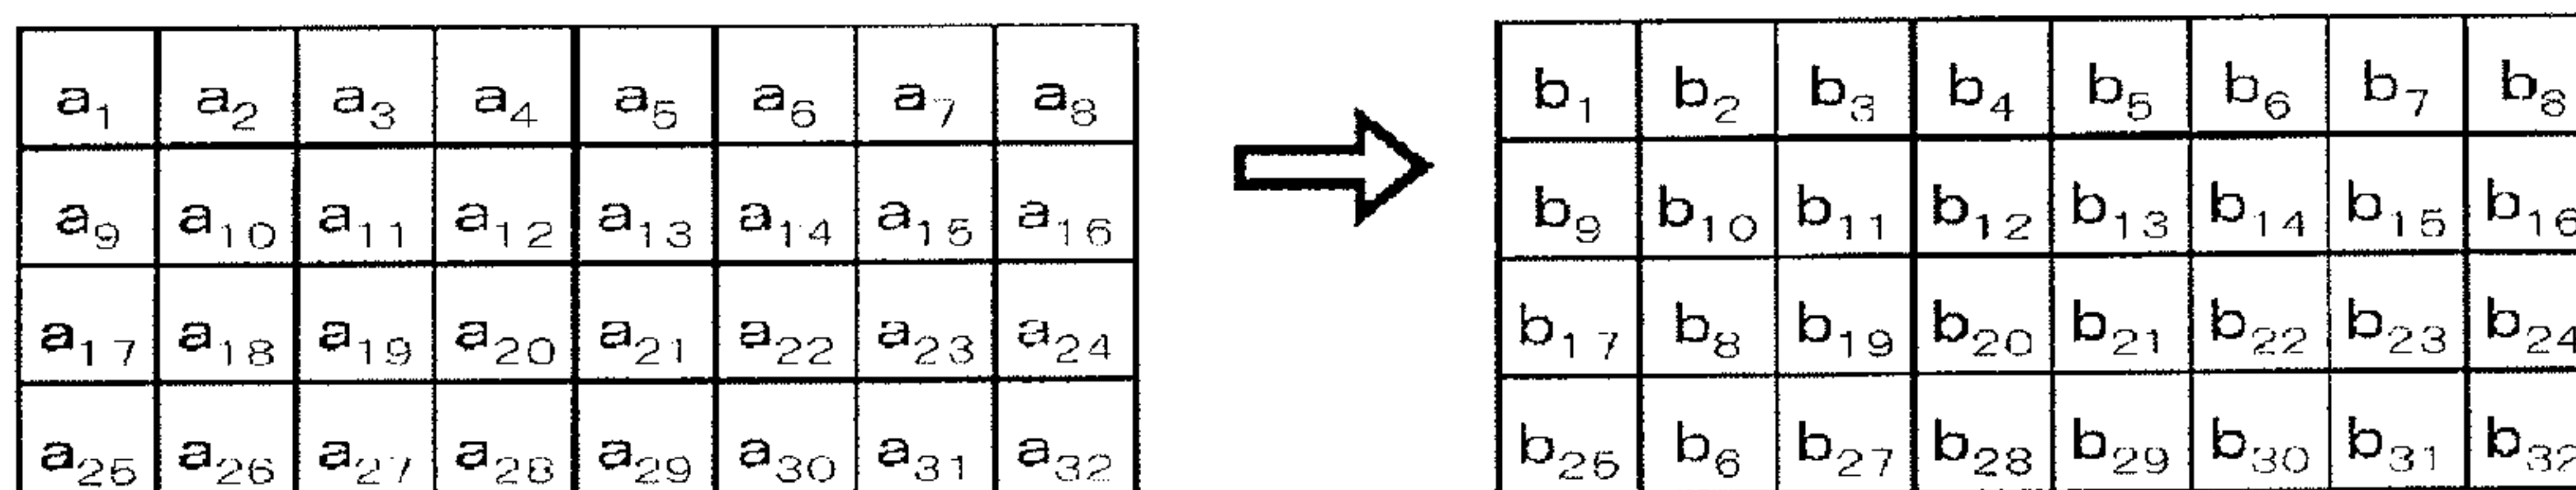 a₁ a₂ a₃ a₄ a₅ a₆ a₇ a₈ b₁ b₂ b₃ b₄ b₅ b₆ b₇ b₈
a₉ a₁₀ a₁₁ a₁₂ a₁₃ a₁₄ a₁₅ a₁₆ b₉ b₁₀ b₁₁ b₁₂ b₁₃ b₁₄ b₁₅ b₁₆
a₁₇ a₁₈ a₁₉ a₂₀ a₂₁ a₂₂ a₂₃ a₂₄ b₁₇ b₈ b₁₉ b₂₀ b₂₁ b₂₂ b₂₃ b₂₄
a₂₅ a₂₆ a₂₇ a₂₈ a₂₉ a₃₀ a₃₁ a₃₂ b₂₅ b₆ b₂₇ b₂₈ b₂₉ b₃₀ b₃₁ b₃₂